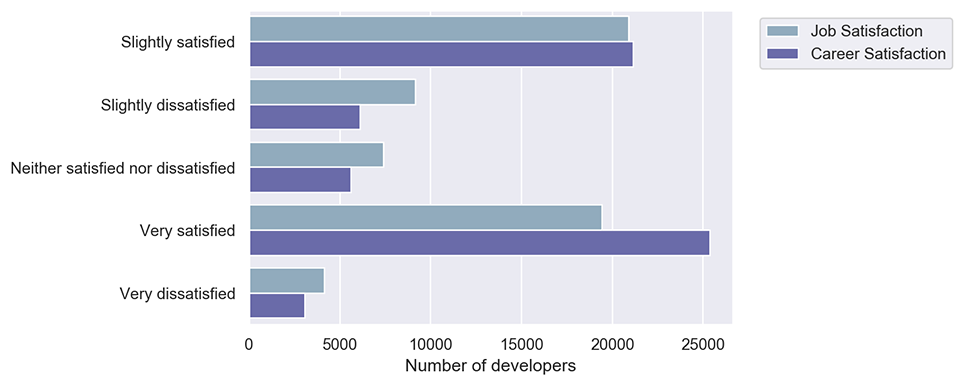 Slightly satisfied
Slightly dissatisfied
Neither satisfied nor dissatisfied
Very satisfied
Very dissatisfied
0 5000 10000 15000 20000 25000
Number of developers
Job Satisfaction
Career Satisfaction